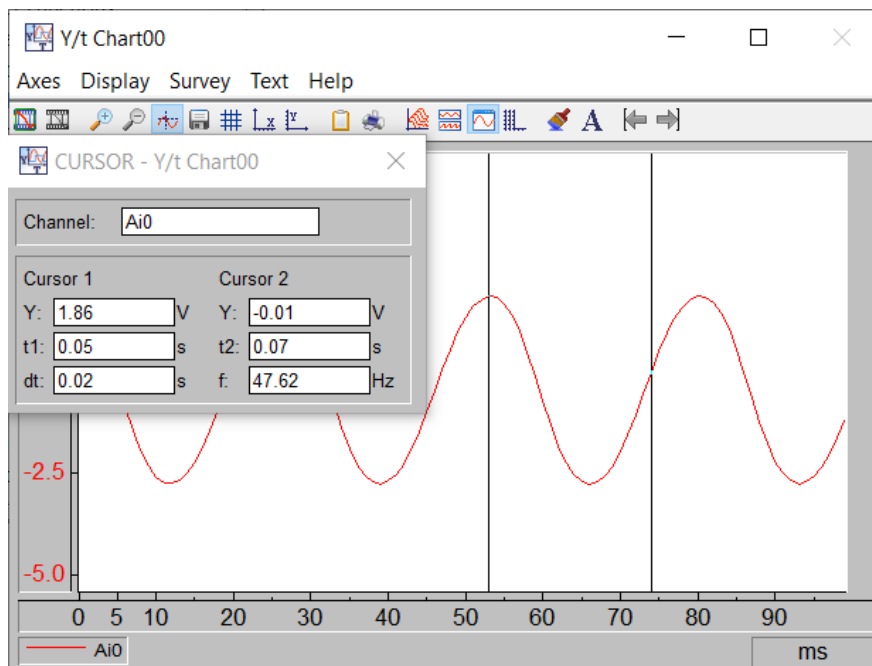 Y/t Chart00
Axes Display Survey Text Help
CURSOR - Y/t Chart00
Channel: Ai0
Cursor 1 Cursor 2
Y: 1.86 V Y: -0.01 V
t1: 0.05 s t2: 0.07 s
dt: 0.02 s f: 47.62 Hz
-2.5
-5.0
0 5 10 20 30 40 50 60 70 80 90
Ai0 ms